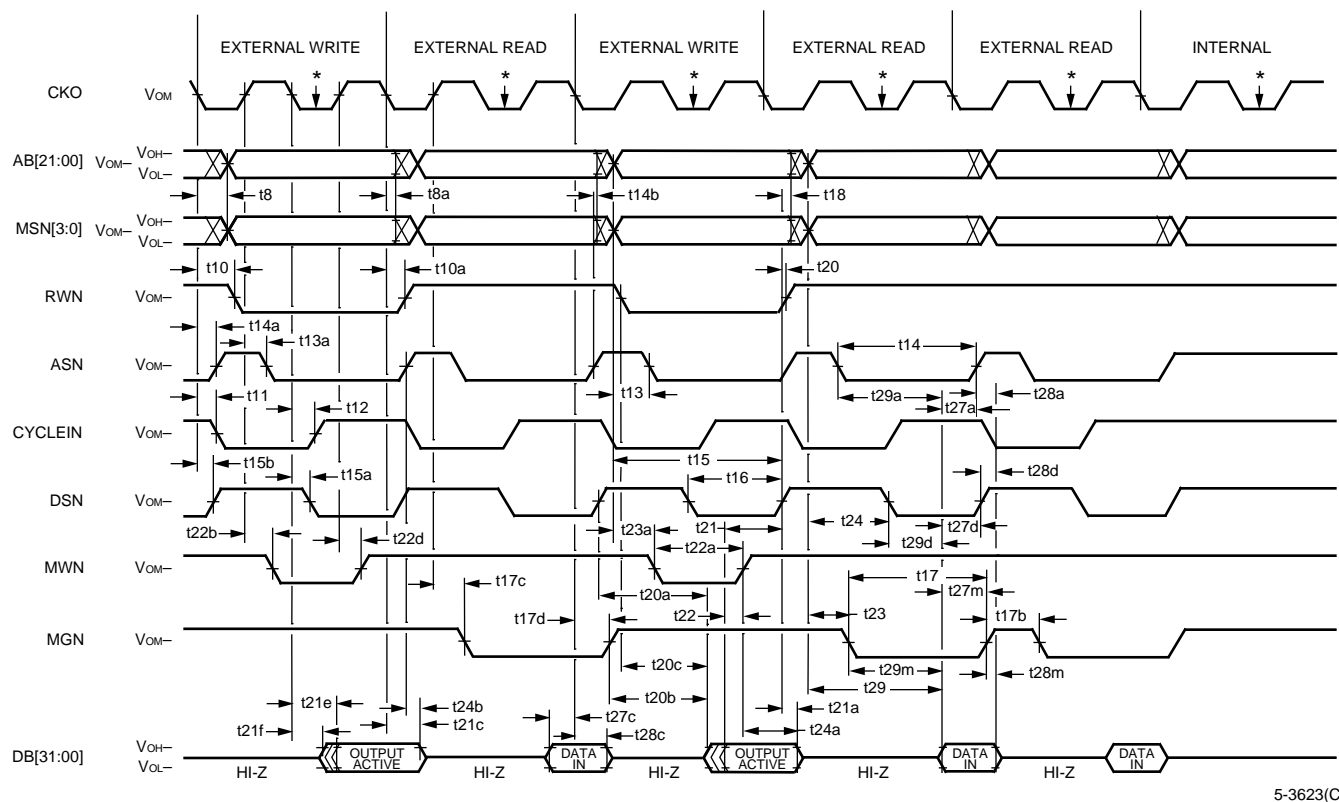 EXTERNAL WRITE EXTERNAL READ EXTERNAL WRITE EXTERNAL READ EXTERNAL READ INTERNAL
* * * * * *
CKO VOM
AB[21:00] VOM– VOH– VOL–
t8 t8a t14b t18
MSN[3:0] VOM– VOH– VOL–
t10 t10a t20
RWN VOM–
t14a t13a
ASN VOM– t14
t11 t12 t13 t29a t27a t28a
CYCLEIN VOM–
t15b t15a t15 t16 t28d
DSN VOM–
t22b t22d t23a t21 t24 t27d
t22a t29d
MWN VOM–
t17c t20a t17 t27m
t17d t22 t23 t17b
MGN VOM–
t20c t29m t28m
t20b t29
t21e t24b t21a
t21f t21c t27c t24a
t28c
DB[31:00] VOH– VOL–
OUTPUT ACTIVE DATA IN OUTPUT ACTIVE DATA IN DATA IN
HI-Z HI-Z HI-Z HI-Z HI-Z
5-3623(C